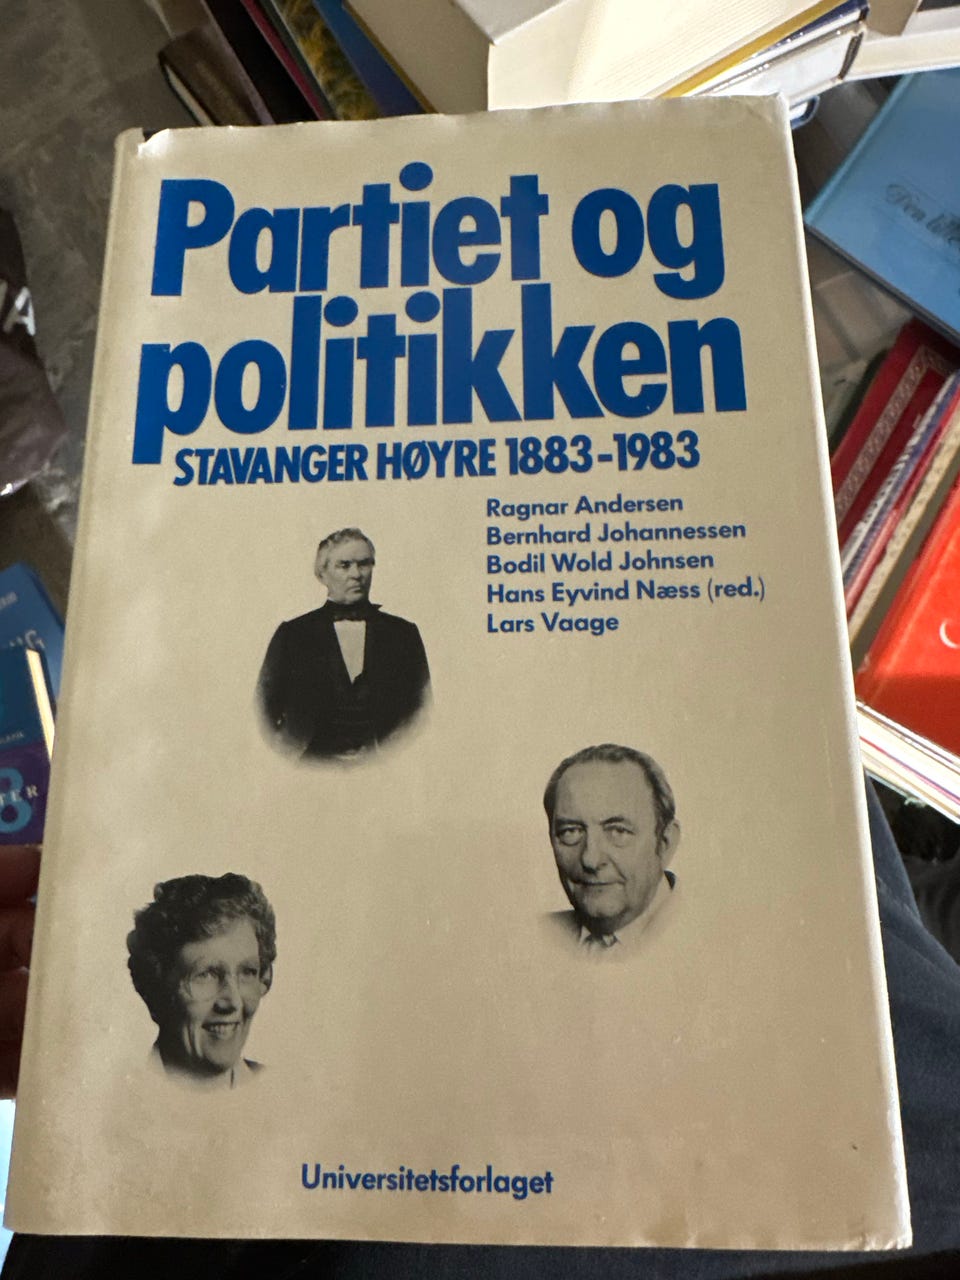 Partiet og
politikken
STAVANGER HØYRE 1883-1983
Ragnar Andersen
Bernhard Johannessen
Bodil Wold Johnsen
Hans Eyvind Næss (red.)
Lars Vaage
Universitetsforlaget
Den